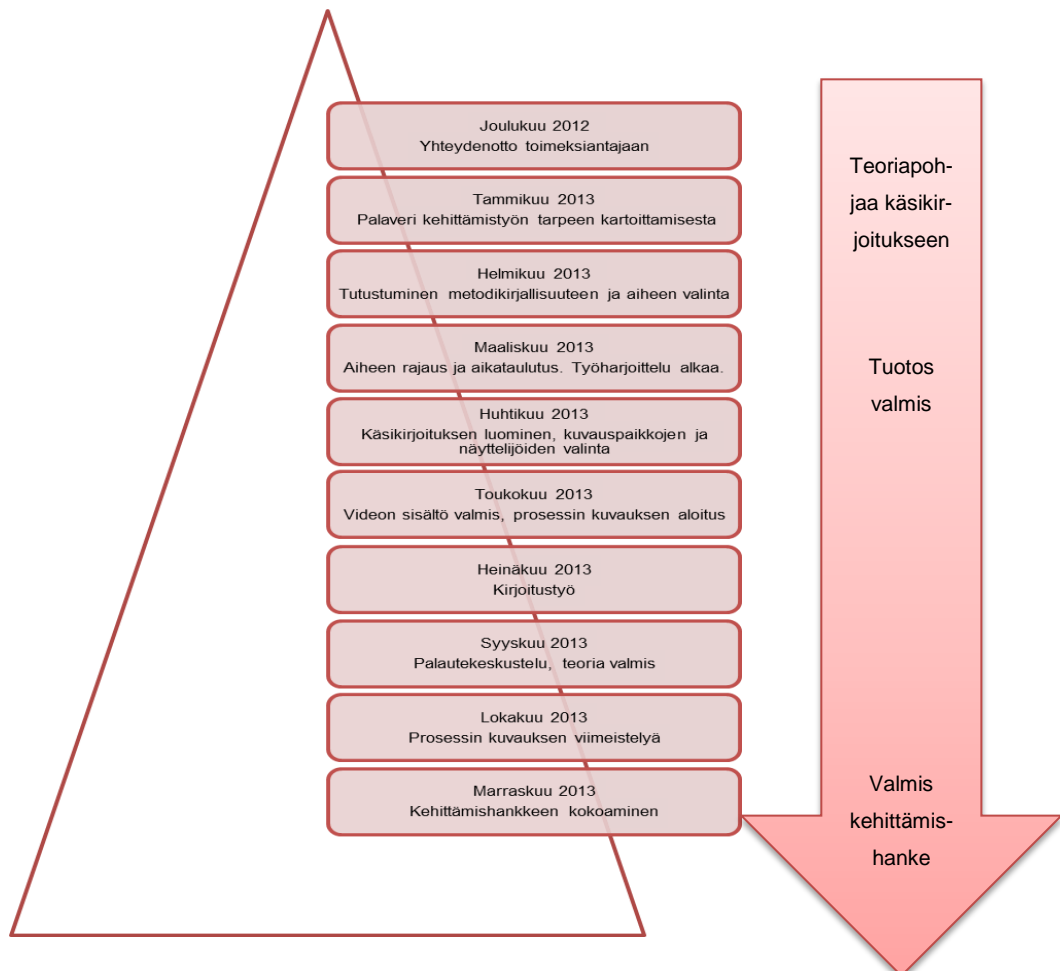 Joulukuu 2012
Yhteydenotto toimeksiantajaan
Tammikuu 2013
Palaveri kehittämistyön tarpeen kartoittamisesta
Helmikuu 2013
Tutustuminen metodikirjallisuuteen ja aiheen valinta
Maaliskuu 2013
Aiheen rajaus ja aikataulutus. Työharjoittelu alkaa.
Huhtikuu 2013
Käsikirjoituksen luominen, kuvauspaikkojen ja
näyttelijöiden valinta
Toukokuu 2013
Videon sisältö valmis, prosessin kuvauksen aloitus
Heinäkuu 2013
Kirjoitustyö
Syyskuu 2013
Palautekeskustelu, teoria valmis
Lokakuu 2013
Prosessin kuvauksen viimeistelyä
Marraskuu 2013
Kehittämishankkeen kokoaminen
Teoriapoh-
jaa käsikir-
joitukseen
Tuotos
valmis
Valmis
kehittämis-
hanke